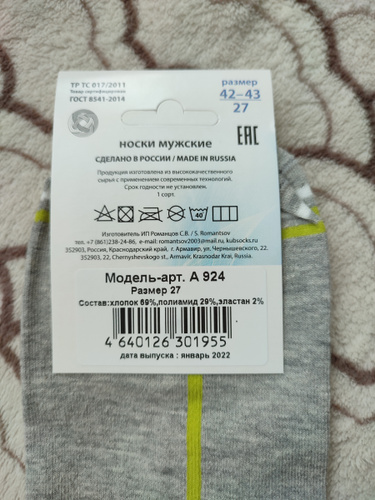 ТР ТС 017/2011
Товар сертифицирован
ГОСТ 8541-2014
размер
42-43
27
EAC
носки мужские
СДЕЛАНО В РОССИИ / MADE IN RUSSIA
Продукция изготовлена из высококачественного
сырья с применением современных технологий.
Срок годности не установлен.
1 сорт.
40
Изготовитель ИП Романцов С.В. / S. Romantsov
тел. +7 (861)238-24-86, e-mail: romantsov2003@mail.ru, kubsocks.ru
352903, Россия, Краснодарский край, г. Армавир, ул. Чернышевского, 22.
352903, 22, Chernyshevskogo st., Armavir, Krasnodar Krai, Russia.
Модель-арт. А 924
Размер 27
Состав:хлопок 69%,полиамид 29%,эластан 2%
4 640126 301955
дата выпуска : январь 2022